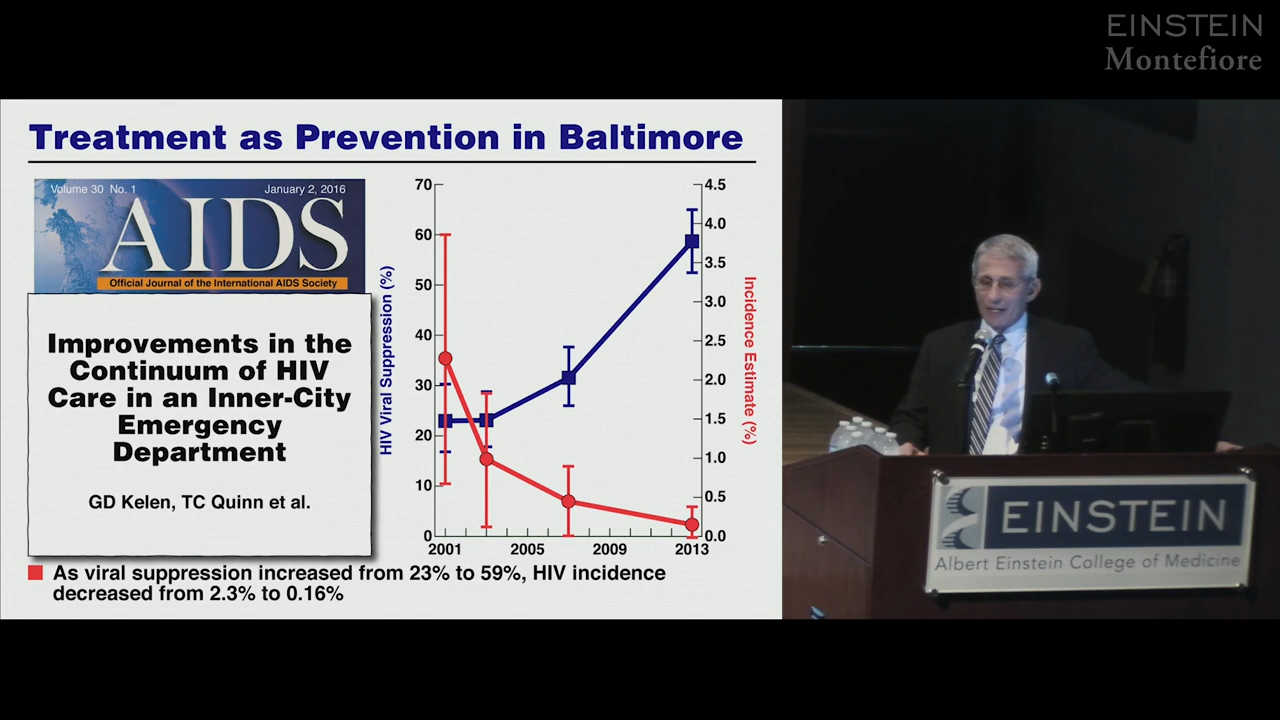 EINSTEIN
Montefiore
Treatment as Prevention in Baltimore
Volume 30 No. 1 January 2, 2016
AIDS
Official Journal of the International AIDS Society
Improvements in the
Continuum of HIV
Care in an Inner-City
Emergency
Department
GD Kelen, TC Quinn et al.
HIV Viral Suppression (%)
70
60
50
40
30
20
10
0
2001 2005 2009 2013
4.5
4.0
3.5
3.0
2.5
2.0
1.5
1.0
0.5
0.0
Incidence Estimate (%)
As viral suppression increased from 23% to 59%, HIV incidence
decreased from 2.3% to 0.16%
EINSTEIN
Albert Einstein College of Medicine